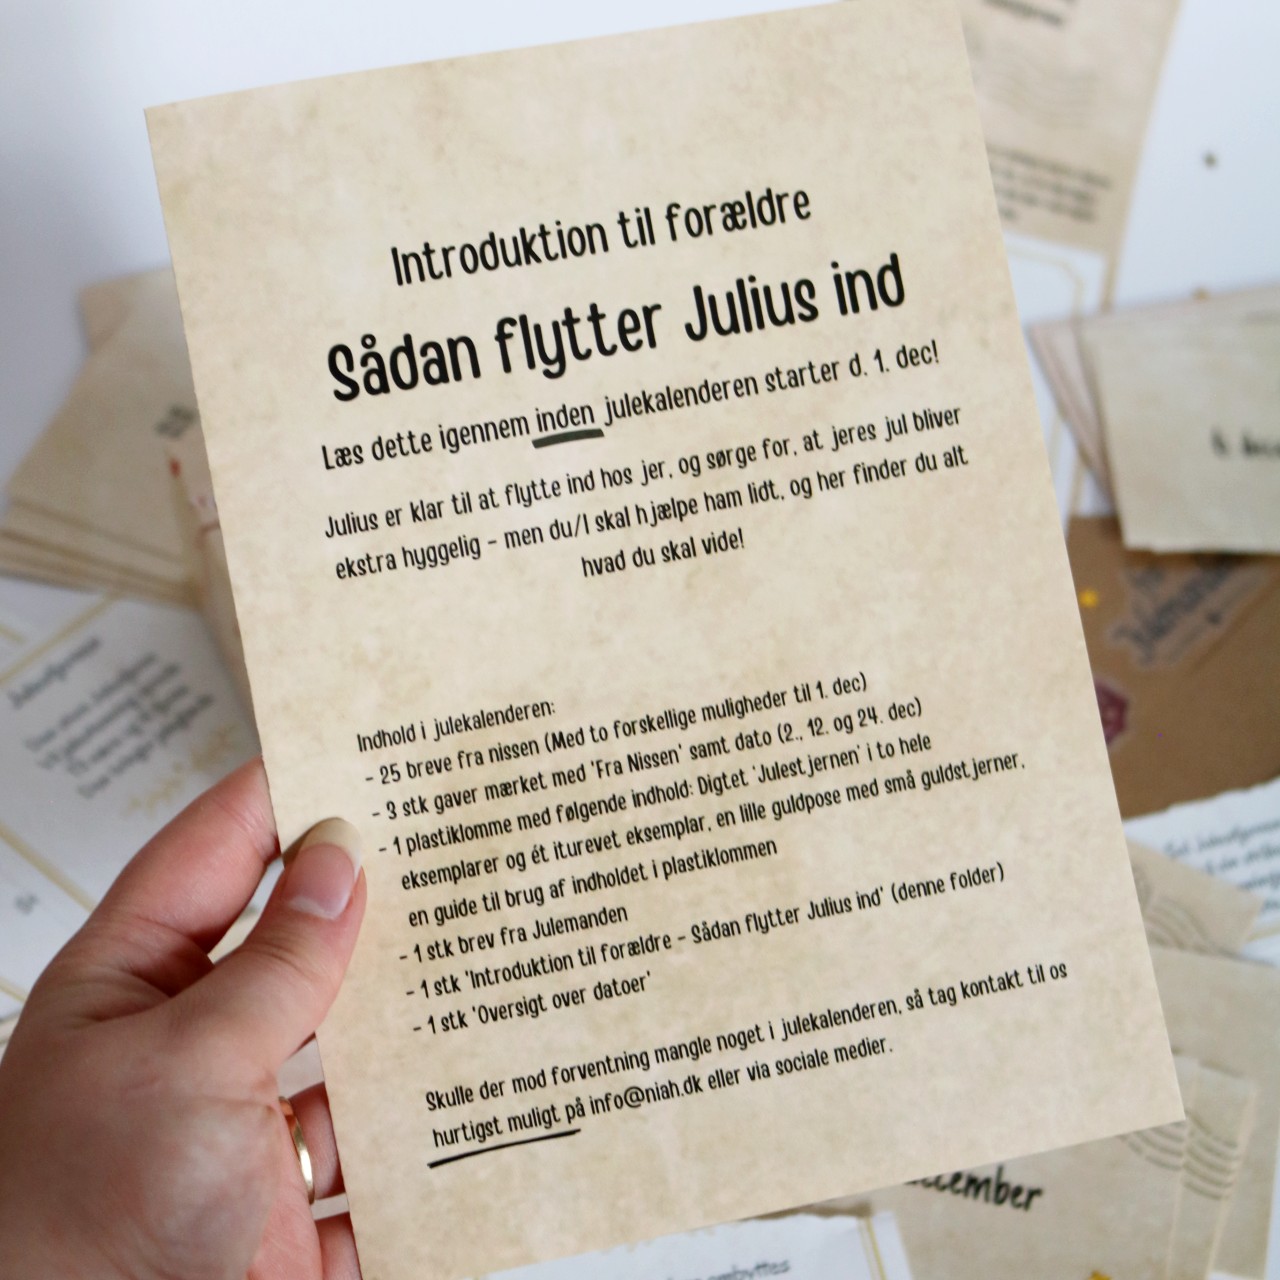 Introduktion til forældre
Sådan flytter Julius ind
Læs dette igennem inden julekalenderen starter d. 1. dec!
Julius er klar til at flytte ind hos jer, og sørge for, at jeres jul bliver
ekstra hyggelig - men du/I skal hjælpe ham lidt, og her finder du alt
hvad du skal vide!
Indhold i julekalenderen:
- 25 breve fra nissen (Med to forskellige muligheder til 1. dec)
- 3 stk gaver mærket med 'Fra Nissen' samt dato (2., 12. og 24. dec)
- 1 plastiklomme med følgende indhold: Digtet 'Julestjernen' i to hele
eksemplarer og ét iturevet eksemplar, en lille guldpose med små guldstjerner,
en guide til brug af indholdet i plastiklommen
- 1 stk brev fra Julemanden
- 1 stk 'Introduktion til forældre - Sådan flytter Julius ind' (denne folder)
- 1 stk 'Oversigt over datoer'
Skulle der mod forventning mangle noget i julekalenderen, så tag kontakt til os
hurtigst muligt på info@niah.dk eller via sociale medier.